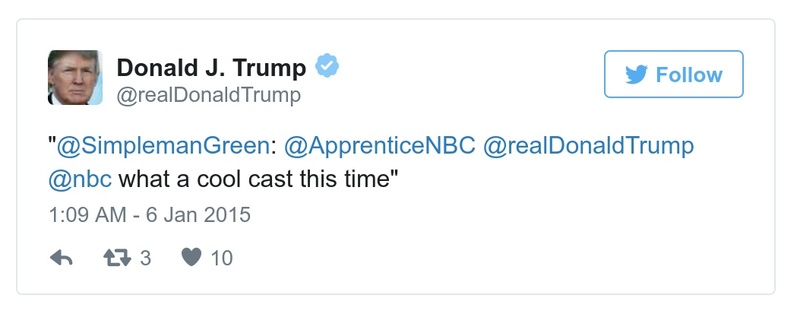 Donald J. Trump
@realDonaldTrump
Follow
"@SimplemanGreen: @ApprenticeNBC @realDonaldTrump
@nbc what a cool cast this time"
1:09 AM - 6 Jan 2015
3 10